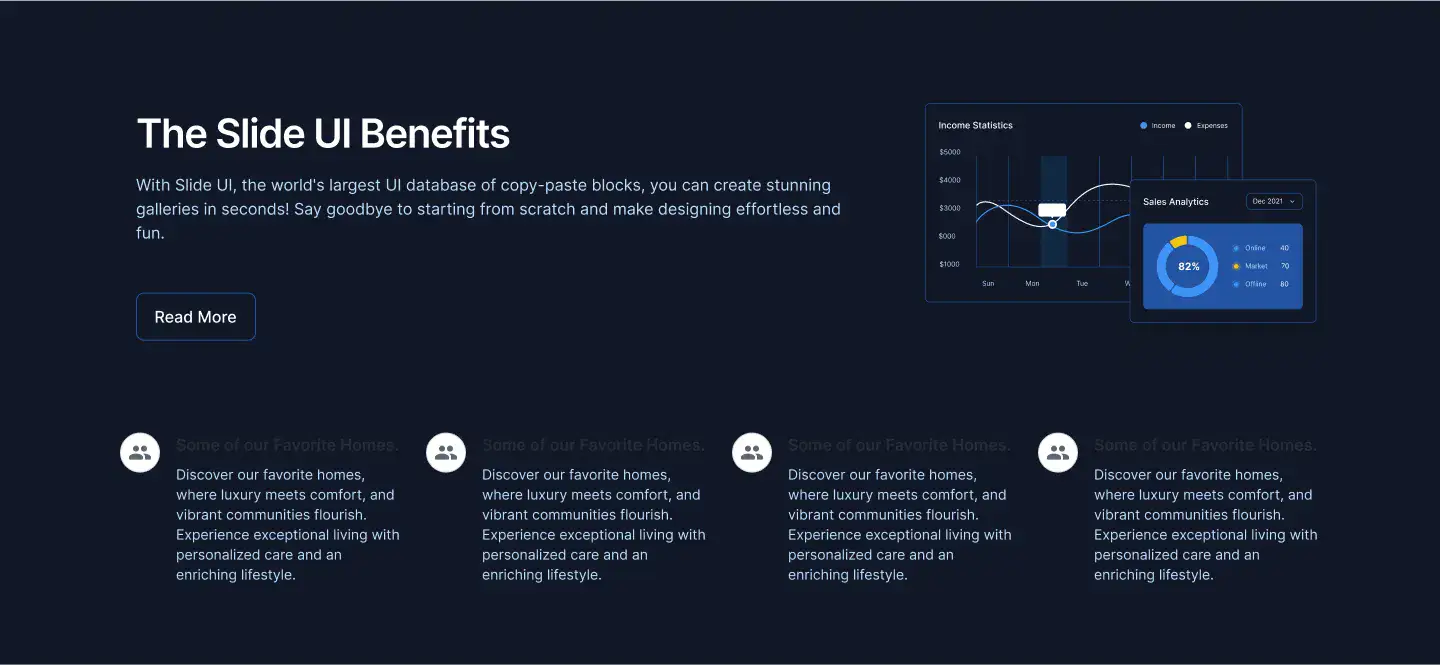 The Slide UI Benefits
With Slide UI, the world's largest UI database of copy-paste blocks, you can create stunning
galleries in seconds! Say goodbye to starting from scratch and make designing effortless and
fun.
Read More
Income Statistics
Income Expenses
$5000
$4000
$3000
$000
$1000
Sun Mon Tue W
Sales Analytics
Dec 2021
82%
Online 40
Market 70
Offline 80
Some of our Favorite Homes.
Discover our favorite homes,
where luxury meets comfort, and
vibrant communities flourish.
Experience exceptional living with
personalized care and an
enriching lifestyle.
Some of our Favorite Homes.
Discover our favorite homes,
where luxury meets comfort, and
vibrant communities flourish.
Experience exceptional living with
personalized care and an
enriching lifestyle.
Some of our Favorite Homes.
Discover our favorite homes,
where luxury meets comfort, and
vibrant communities flourish.
Experience exceptional living with
personalized care and an
enriching lifestyle.
Some of our Favorite Homes.
Discover our favorite homes,
where luxury meets comfort, and
vibrant communities flourish.
Experience exceptional living with
personalized care and an
enriching lifestyle.